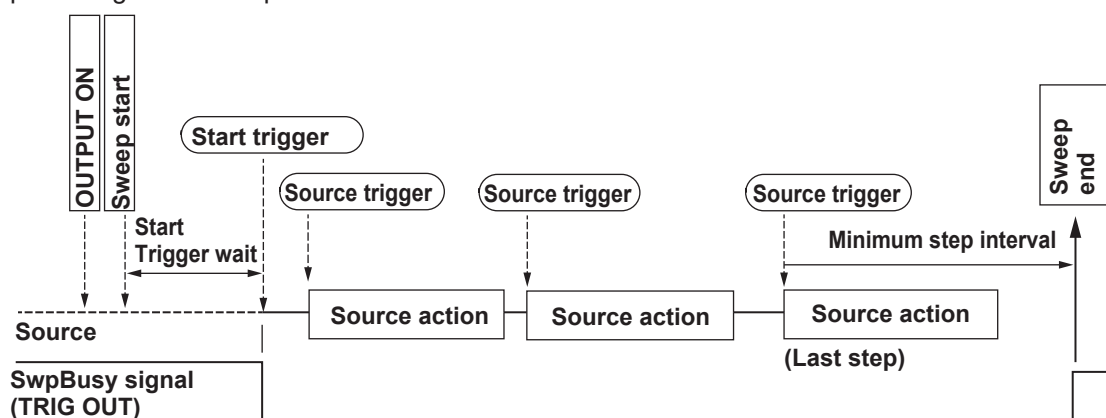 OUTPUT ON
Sweep start
Start trigger
Source trigger
Source trigger
Source trigger
Sweep
end
Start
Trigger wait
Minimum step interval
Source action
Source action
Source action
Source
(Last step)
SwpBusy signal
(TRIG OUT)